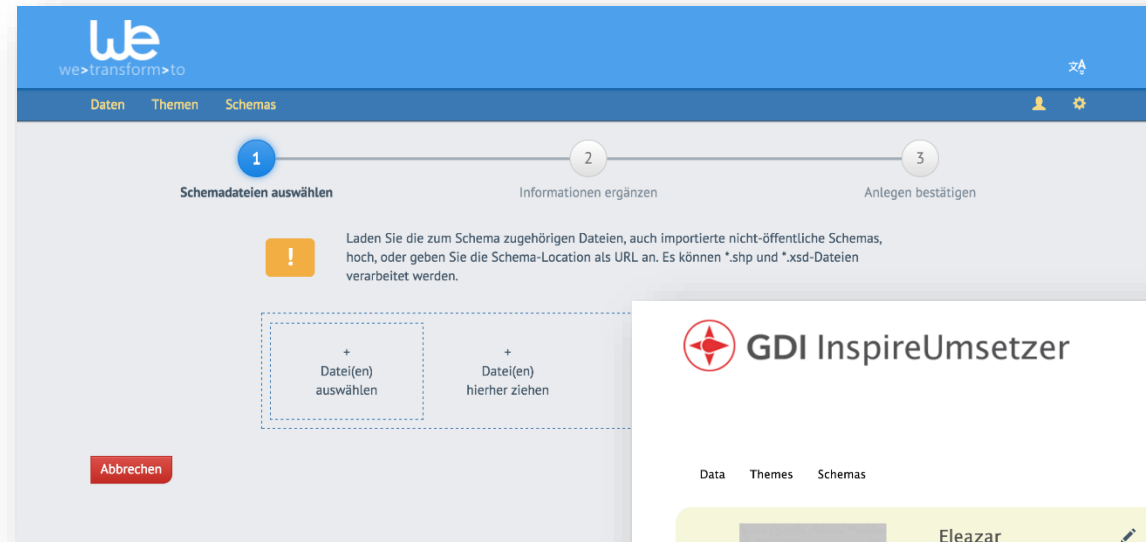 we
we>transform>to
Daten Themen Schemas
1 2 3
Schemadateien auswählen Informationen ergänzen Anlegen bestätigen
!
Laden Sie die zum Schema zugehörigen Dateien, auch importierte nicht-öffentliche Schemas,
hoch, oder geben Sie die Schema-Location als URL an. Es können *.shp und *.xsd-Dateien
verarbeitet werden.
+
Datei(en)
auswählen
+
Datei(en)
hierher ziehen
Abbrechen
GDI InspireUmsetzer
Data Themes Schemas
Eleazar